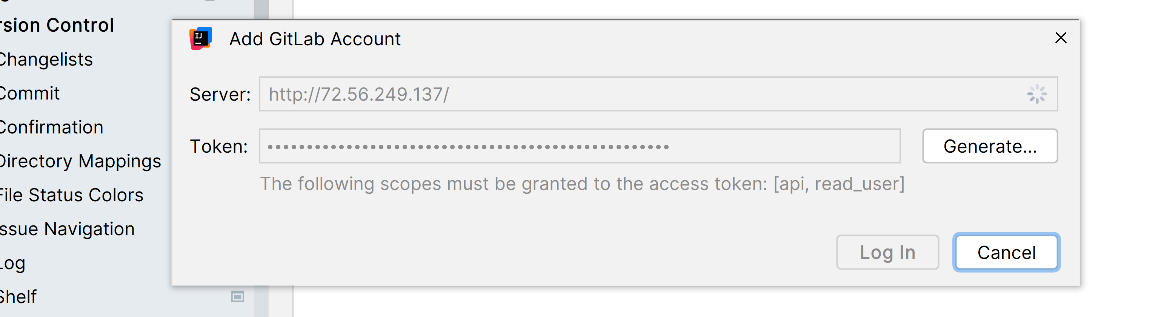 rsion Control
Changelists
Commit
Confirmation
Directory Mappings
File Status Colors
ssue Navigation
Log
Shelf
Add GitLab Account
Server: http://72.56.249.137/
Token: •••••••••••••••••••••••••••••••••••••••••••••••••••• Generate...
The following scopes must be granted to the access token: [api, read_user]
Log In Cancel